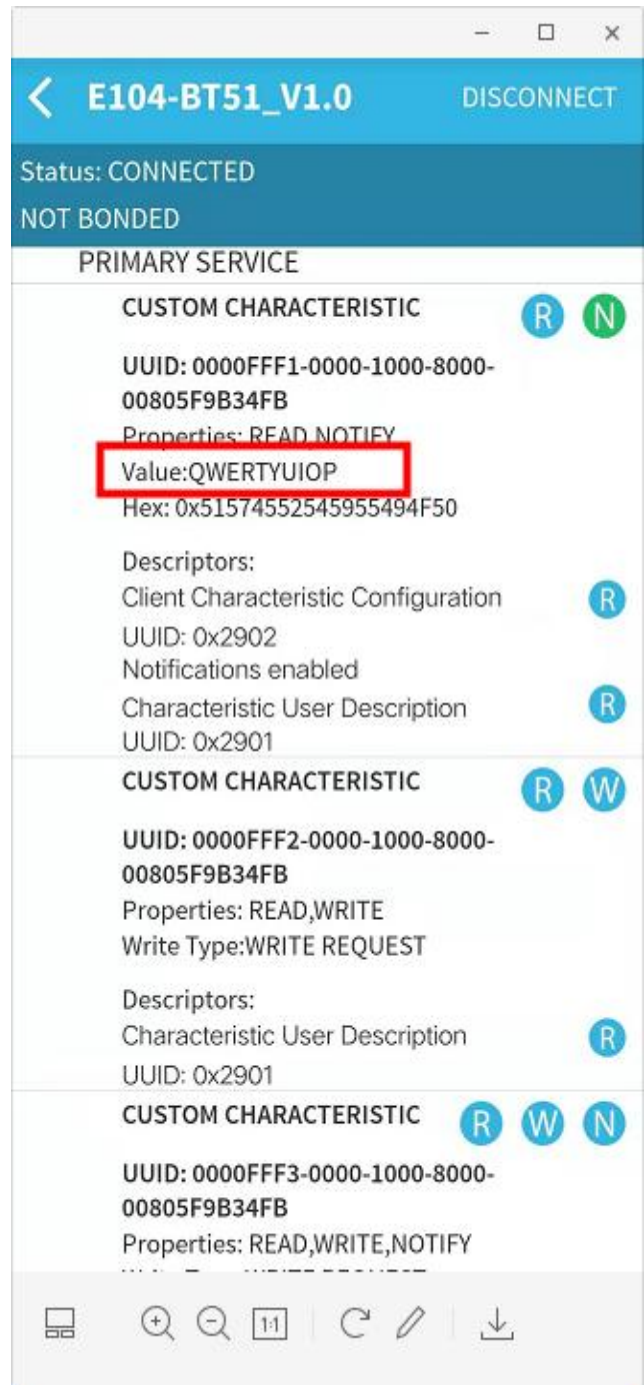 E104-BT51_V1.0 DISCONNECT
Status: CONNECTED
NOT BONDED
PRIMARY SERVICE
CUSTOM CHARACTERISTIC R N
UUID: 0000FFF1-0000-1000-8000-
00805F9B34FB
Properties: READ,NOTIFY
Value:QWERTYUIOP
Hex: 0x51574552545955494F50
Descriptors:
Client Characteristic Configuration R
UUID: 0x2902
Notifications enabled
Characteristic User Description R
UUID: 0x2901
CUSTOM CHARACTERISTIC R W
UUID: 0000FFF2-0000-1000-8000-
00805F9B34FB
Properties: READ,WRITE
Write Type:WRITE REQUEST
Descriptors:
Characteristic User Description R
UUID: 0x2901
CUSTOM CHARACTERISTIC R W N
UUID: 0000FFF3-0000-1000-8000-
00805F9B34FB
Properties: READ,WRITE,NOTIFY
1:1